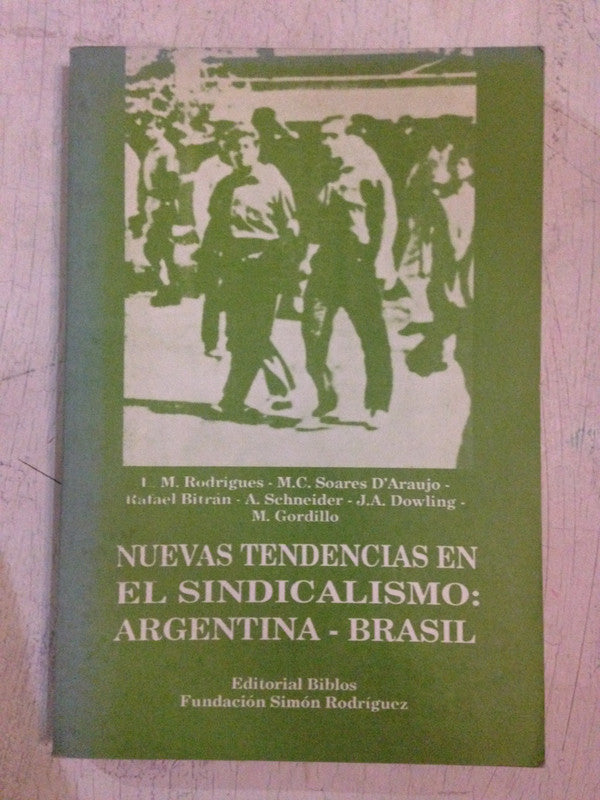 L. M. Rodrigues - M.C. Soares D'Araujo -
Rafael Bitrán - A. Schneider - J.A. Dowling -
M. Gordillo
NUEVAS TENDENCIAS EN
EL SINDICALISMO:
ARGENTINA - BRASIL
Editorial Biblos
Fundación Simón Rodríguez